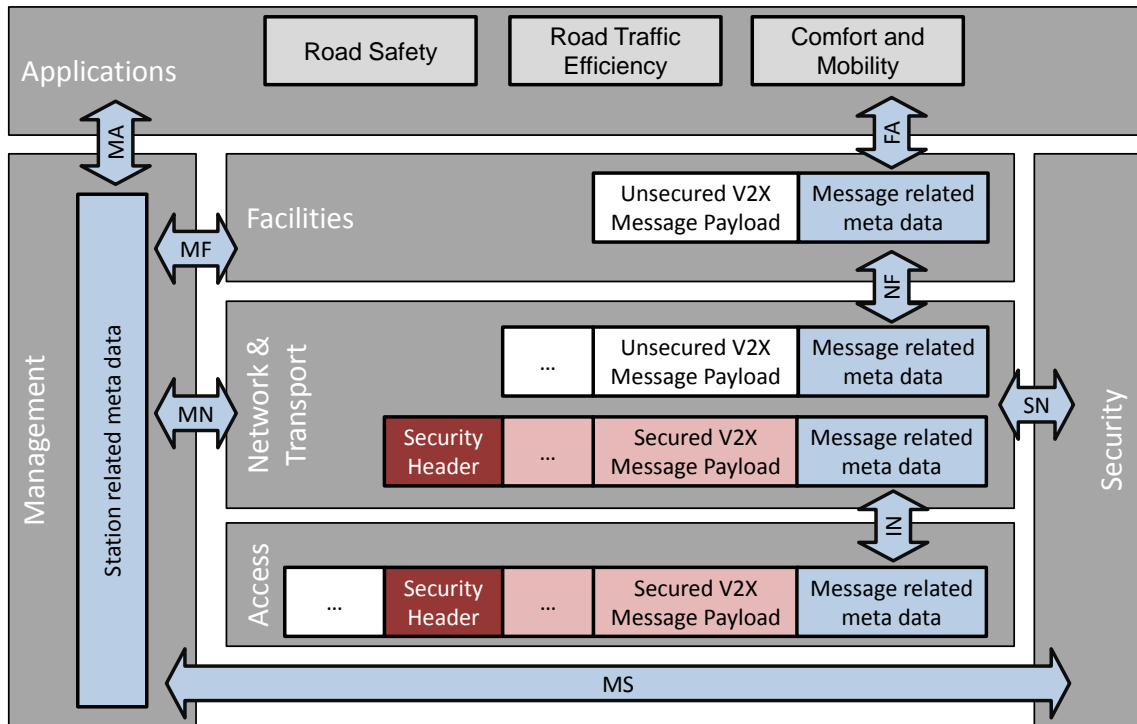 Road Safety
Road Traffic
Efficiency
Comfort and
Mobility
Applications
MA
FA
Unsecured V2X
Message Payload
Message related
meta data
Facilities
MF
NF
...
Unsecured V2X
Message Payload
Message related
meta data
Network &
Transport
MN
SN
Security
Header
...
Secured V2X
Message Payload
Message related
meta data
Management
Station related meta data
Security
IN
Access
...
Security
Header
...
Secured V2X
Message Payload
Message related
meta data
MS